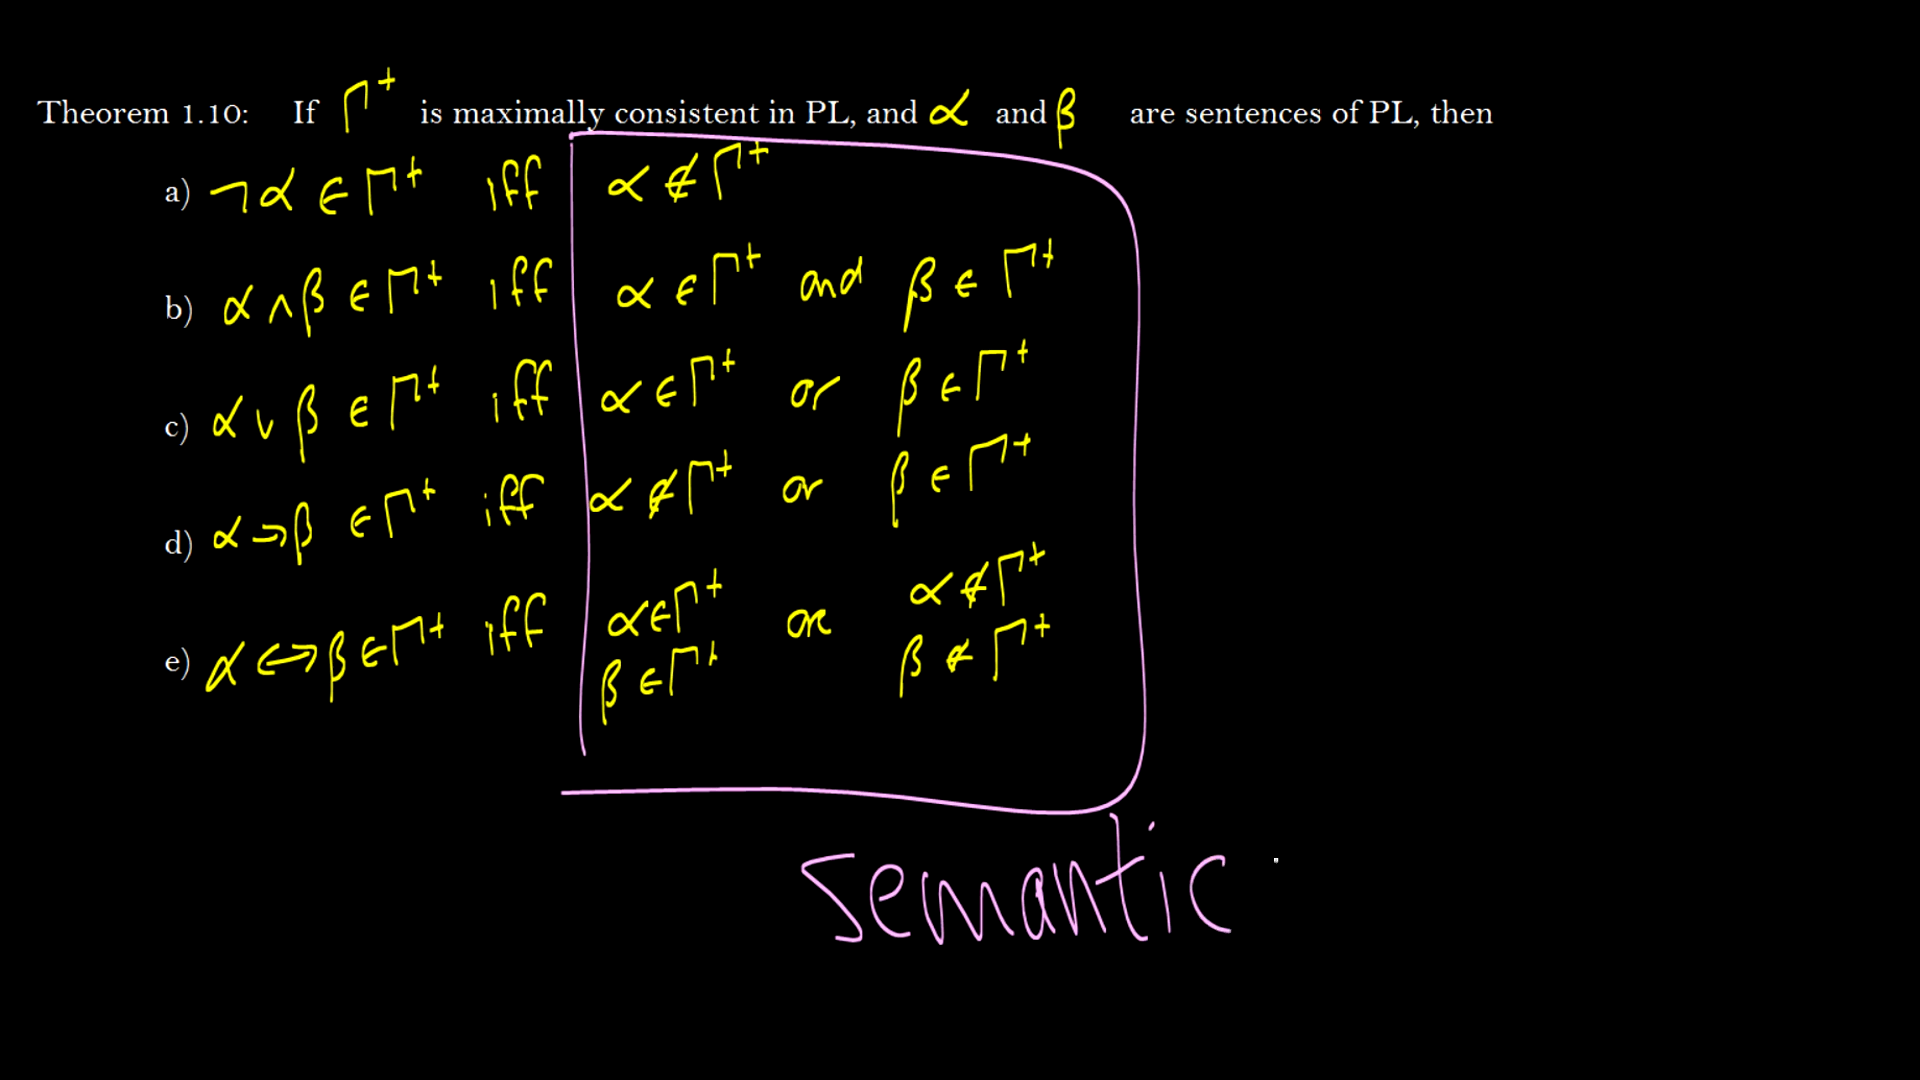 Theorem 1.10: If Γ⁺ is maximally consistent in PL, and α and β are sentences of PL, then
a) ¬α ∈ Γ⁺ iff α ∉ Γ⁺
b) α ∧ β ∈ Γ⁺ iff α ∈ Γ⁺ and β ∈ Γ⁺
c) α ∨ β ∈ Γ⁺ iff α ∈ Γ⁺ or β ∈ Γ⁺
d) α ⇒ β ∈ Γ⁺ iff α ∉ Γ⁺ or β ∈ Γ⁺
e) α ⇔ β ∈ Γ⁺ iff α ∈ Γ⁺ or α ∉ Γ⁺
β ∈ Γ⁺ β ∉ Γ⁺
Semantic